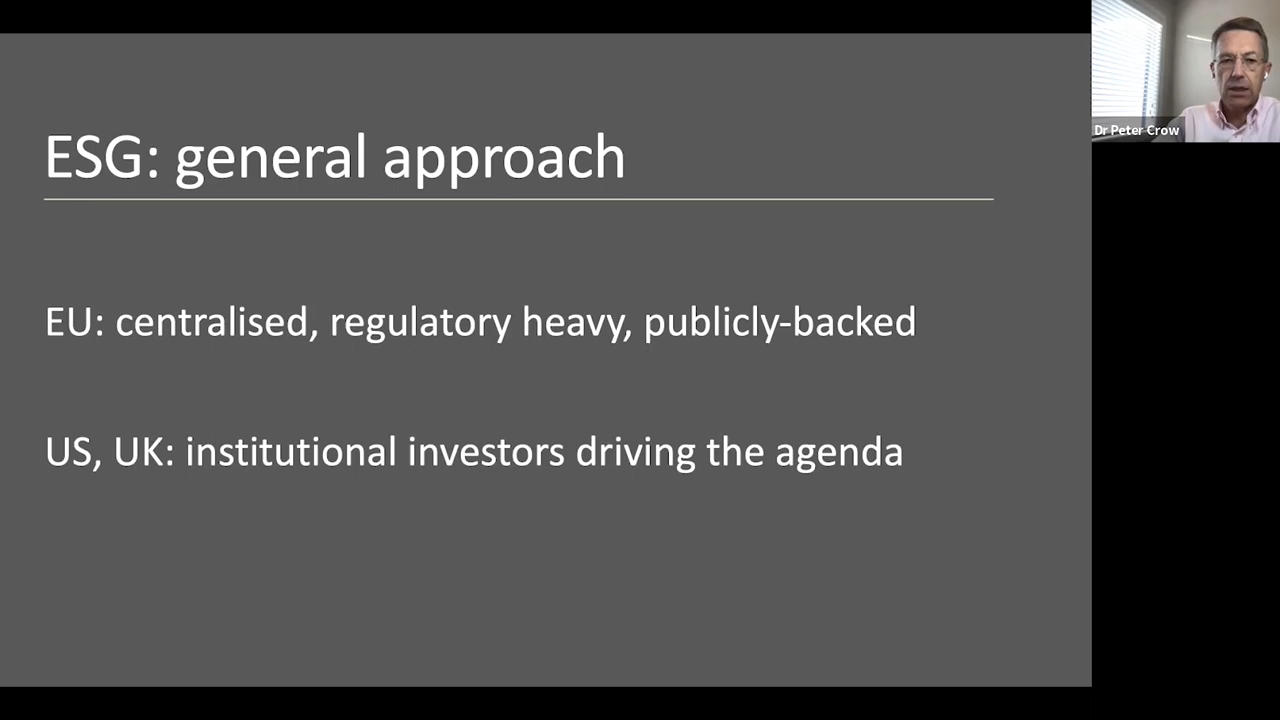 ESG: general approach
EU: centralised, regulatory heavy, publicly-backed
US, UK: institutional investors driving the agenda
Dr Peter Crow